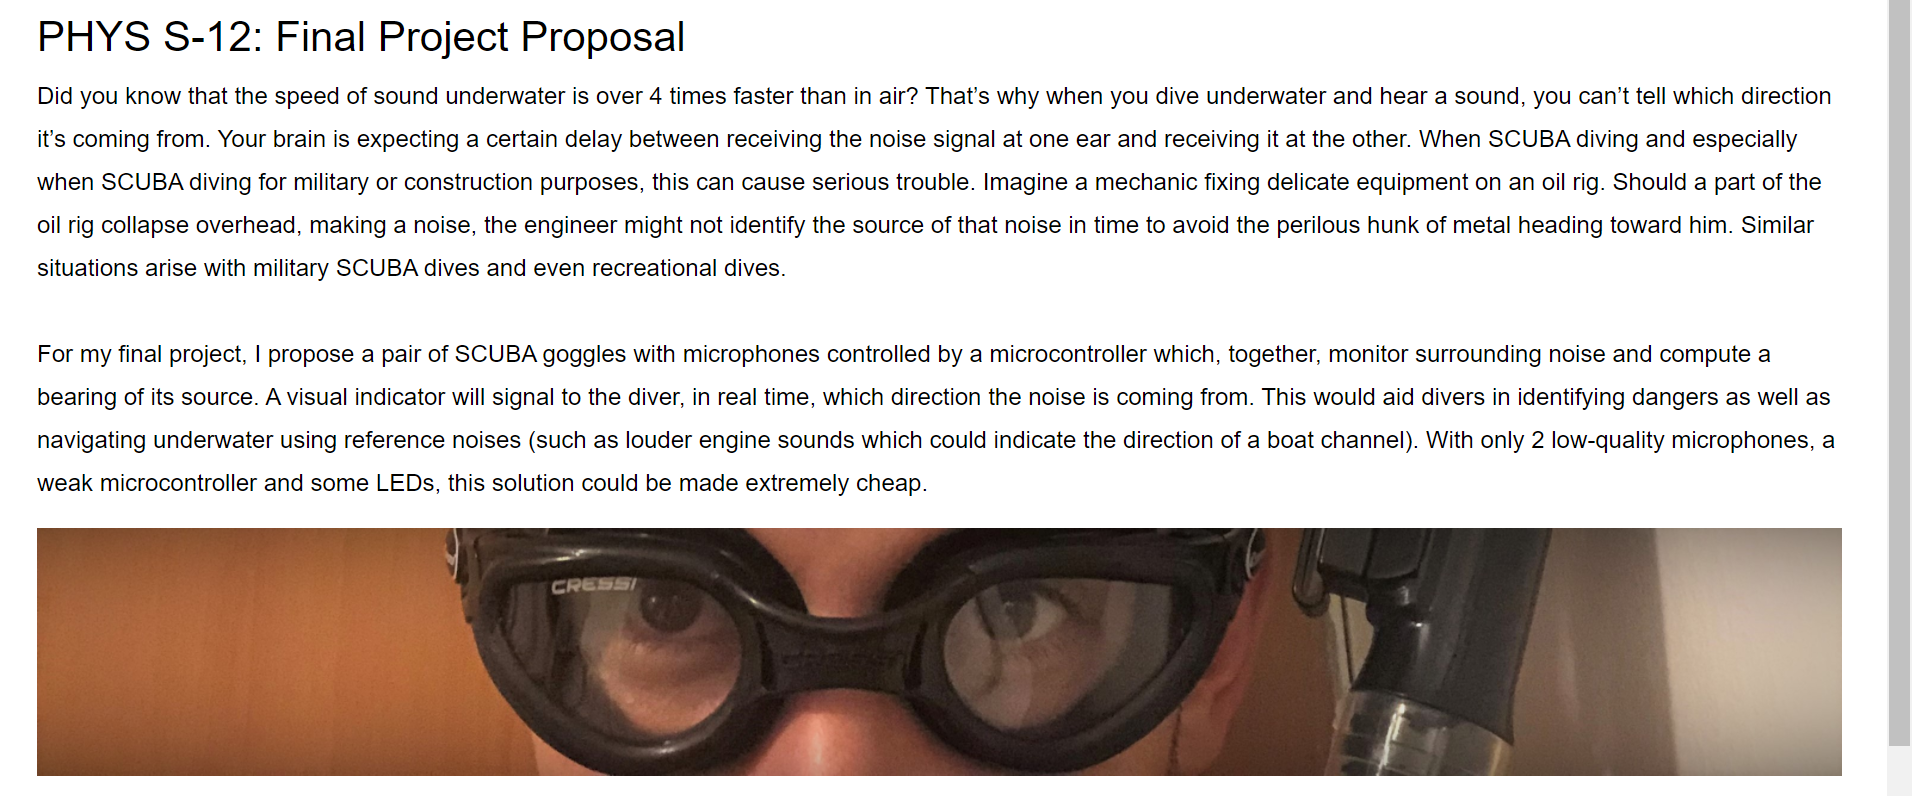 PHYS S-12: Final Project Proposal
Did you know that the speed of sound underwater is over 4 times faster than in air? That’s why when you dive underwater and hear a sound, you can’t tell which direction
it’s coming from. Your brain is expecting a certain delay between receiving the noise signal at one ear and receiving it at the other. When SCUBA diving and especially
when SCUBA diving for military or construction purposes, this can cause serious trouble. Imagine a mechanic fixing delicate equipment on an oil rig. Should a part of the
oil rig collapse overhead, making a noise, the engineer might not identify the source of that noise in time to avoid the perilous hunk of metal heading toward him. Similar
situations arise with military SCUBA dives and even recreational dives.
For my final project, I propose a pair of SCUBA goggles with microphones controlled by a microcontroller which, together, monitor surrounding noise and compute a
bearing of its source. A visual indicator will signal to the diver, in real time, which direction the noise is coming from. This would aid divers in identifying dangers as well as
navigating underwater using reference noises (such as louder engine sounds which could indicate the direction of a boat channel). With only 2 low-quality microphones, a
weak microcontroller and some LEDs, this solution could be made extremely cheap.
CRESSI